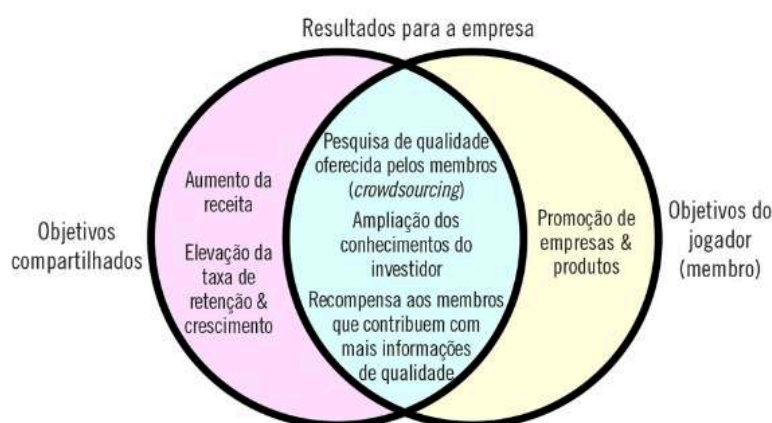 Resultados para a empresa
Objetivos
compartilhados
Aumento da
receita
Elevação da
taxa de
retenção &
crescimento
Pesquisa de qualidade
oferecida pelos membros
(crowdsourcing)
Ampliação dos
conhecimentos do
investidor
Recompensa aos membros
que contribuem com
mais informações
de qualidade
Promoção de
empresas &
produtos
Objetivos do
jogador
(membro)